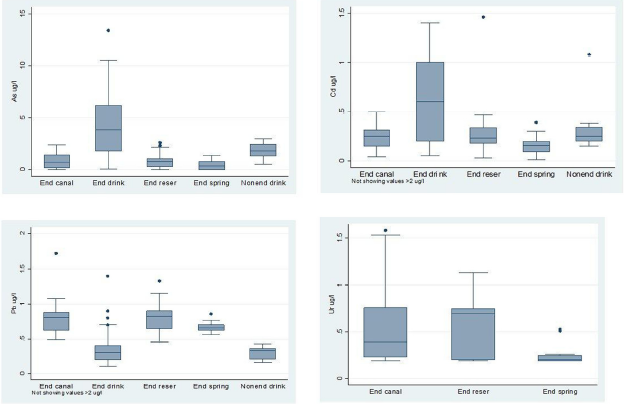 15
10
As ug/l
5
0
End canal End drink End reser End spring Nonend drink
1.5
1
Cd ug/l
.5
0
End canal End drink End reser End spring Nonend drink
Not showing values >2 ug/l
2
1.5
Pb ug/l
1
.5
0
End canal End drink End reser End spring Nonend drink
Not showing values >2 ug/l
1.5
1
Ur ug/l
.5
0
End canal End reser End spring